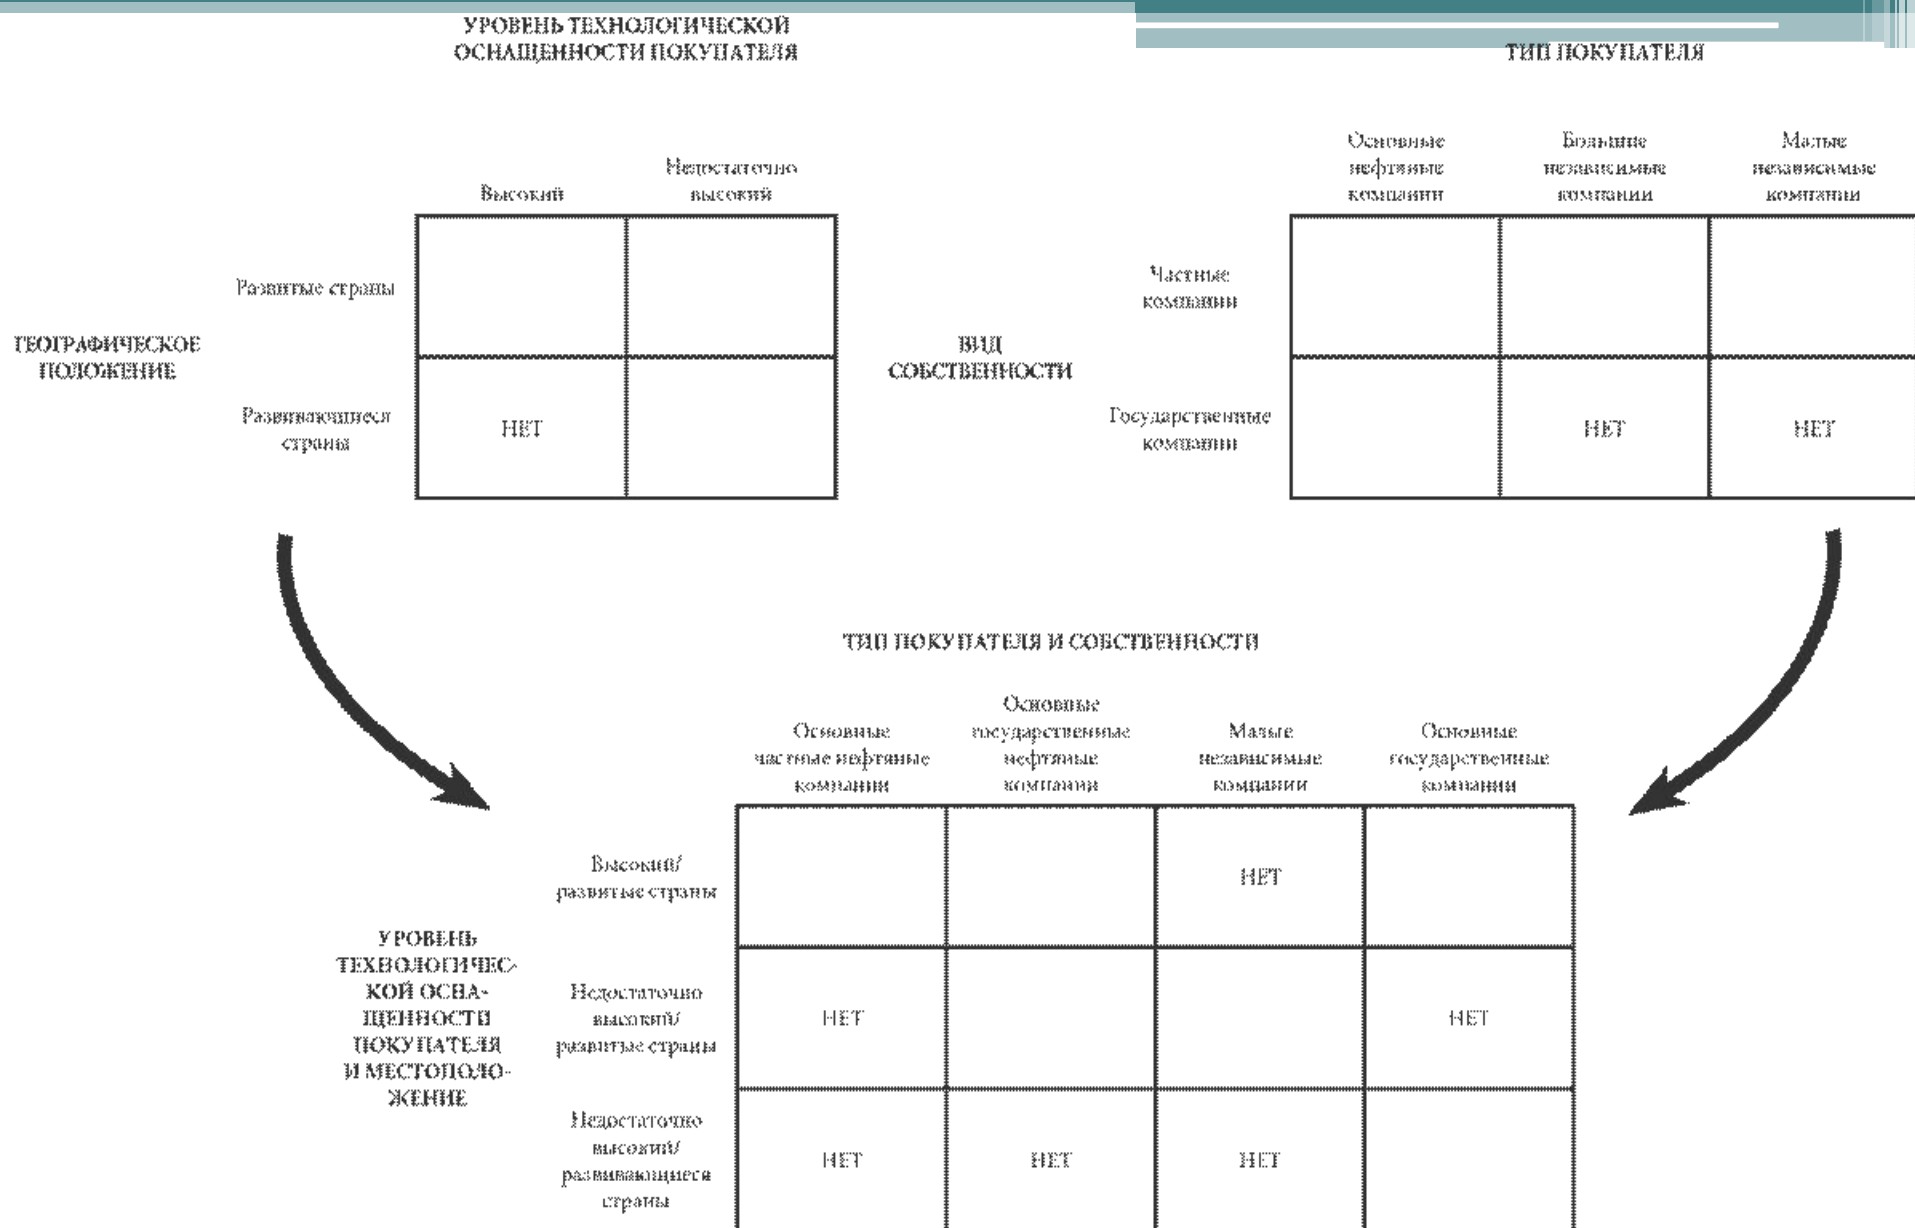 УРОВЕНЬ ТЕХНОЛОГИЧЕСКОЙ
ОСНАЩЕННОСТИ ПОКУПАТЕЛЯ
Высокий
Недостаточно
высокий
ГЕОГРАФИЧЕСКОЕ
ПОЛОЖЕНИЕ
Развитые страны
Развивающиеся
страны
НЕТ
ТИП ПОКУПАТЕЛЯ
Основные
нефтяные
компании
Большие
независимые
компании
Малые
независимые
компании
ВИД
СОБСТВЕННОСТИ
Частные
компании
Государственные
компании
НЕТ
НЕТ
ТИП ПОКУПАТЕЛЯ И СОБСТВЕННОСТИ
Основные
частные нефтяные
компании
Основные
государственные
нефтяные
компании
Малые
независимые
компании
Основные
государственные
компании
УРОВЕНЬ
ТЕХНОЛОГИЧЕС-
КОЙ ОСНА-
ЩЕННОСТИ
ПОКУПАТЕЛЯ
И МЕСТОПОЛО-
ЖЕНИЕ
Высокий/
развитые страны
НЕТ
Недостаточно
высокий/
развитые страны
НЕТ
НЕТ
Недостаточно
высокий/
развивающиеся
страны
НЕТ
НЕТ
НЕТ